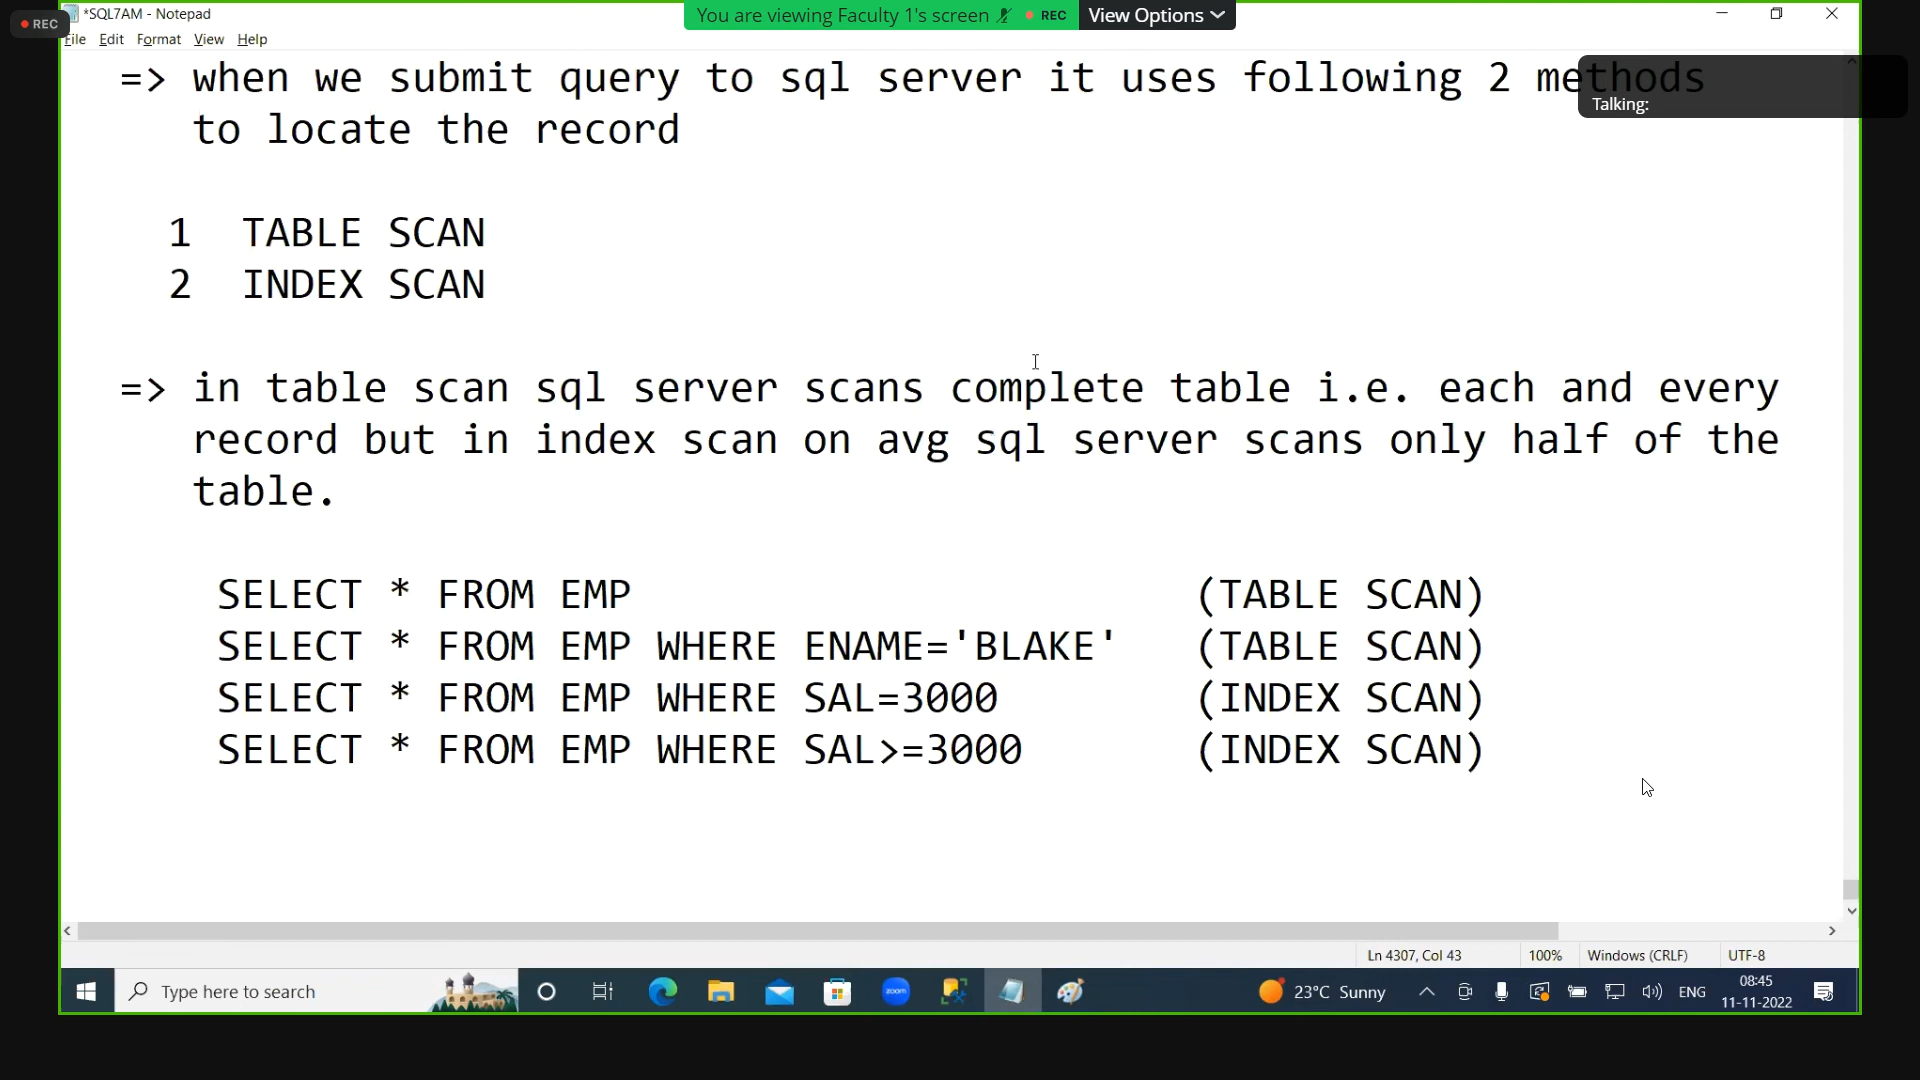 REC
*SQL7AM - Notepad
You are viewing Faculty 1's screen
REC
View Options
File Edit Format View Help
=> when we submit query to sql server it uses following 2 methods
to locate the record
Talking:
1 TABLE SCAN
2 INDEX SCAN
=> in table scan sql server scans complete table i.e. each and every
record but in index scan on avg sql server scans only half of the
table.
SELECT * FROM EMP (TABLE SCAN)
SELECT * FROM EMP WHERE ENAME='BLAKE' (TABLE SCAN)
SELECT * FROM EMP WHERE SAL=3000 (INDEX SCAN)
SELECT * FROM EMP WHERE SAL>=3000 (INDEX SCAN)
Ln 4307, Col 43 100% Windows (CRLF) UTF-8
Type here to search
zoom
23°C Sunny
ENG
08:45
11-11-2022